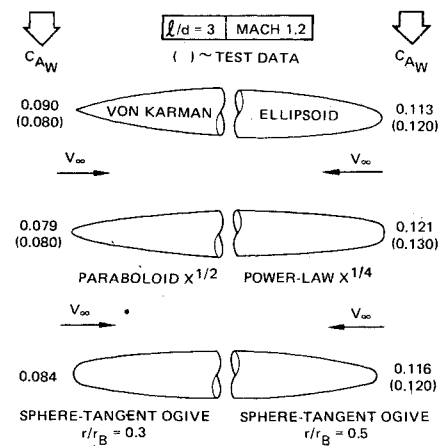 ℓ/d = 3 MACH 1.2
( ) ~ TEST DATA
C_A_W
C_A_W
0.090
(0.080)
VON KARMAN
ELLIPSOID
0.113
(0.120)
V∞
V∞
0.079
(0.080)
0.121
(0.130)
PARABOLOID X^1/2
POWER-LAW X^1/4
V∞
V∞
0.084
0.116
(0.120)
SPHERE-TANGENT OGIVE
r/r_B = 0.3
SPHERE-TANGENT OGIVE
r/r_B = 0.5